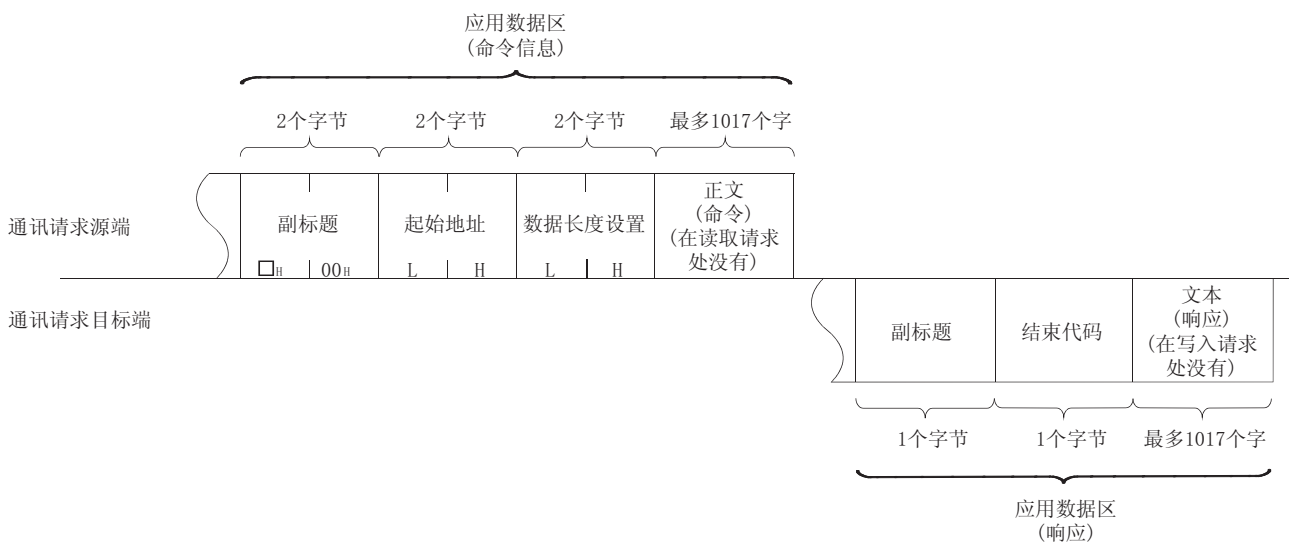 应用数据区
(命令信息)
2个字节 2个字节 2个字节 最多1017个字
通讯请求源端
副标题
□H 00H
起始地址
L H
数据长度设置
L H
正文
(命令)
(在读取请求
处没有)
通讯请求目标端
副标题
结束代码
文本
(响应)
(在写入请求
处没有)
1个字节 1个字节 最多1017个字
应用数据区
(响应)